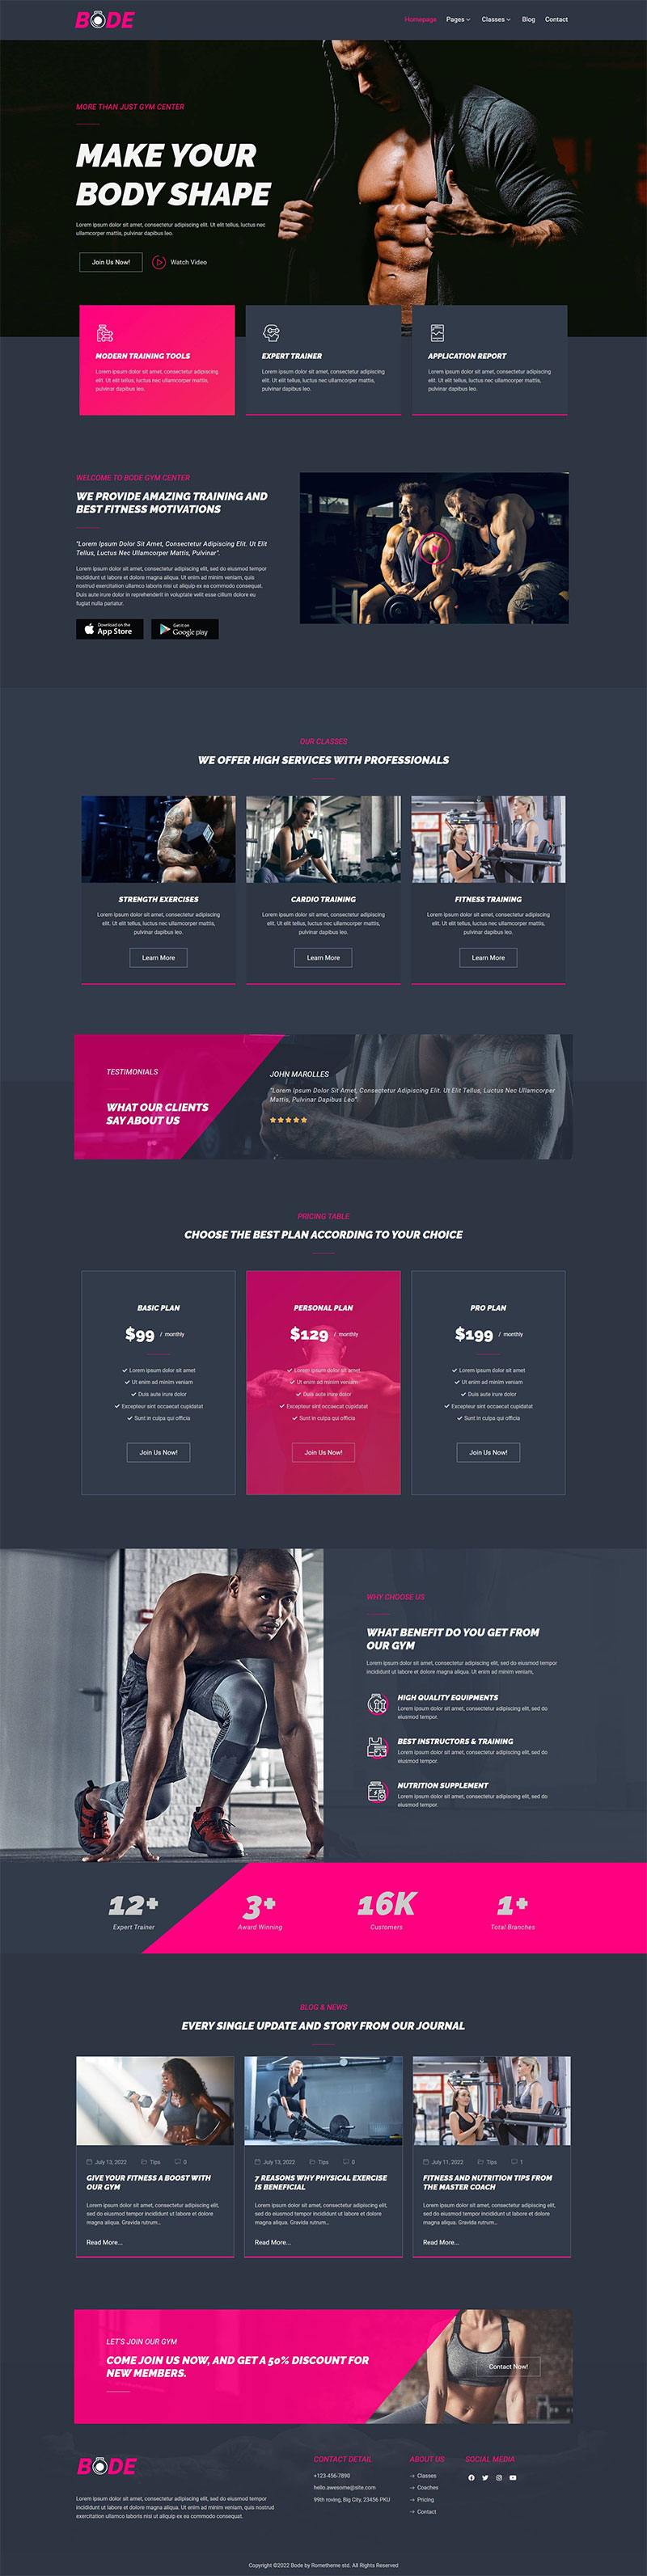 BODE
Homepage Pages Classes Blog Contact
MORE THAN JUST GYM CENTER
MAKE YOUR
BODY SHAPE
Lorem ipsum dolor sit amet, consectetur adipiscing elit. Ut elit tellus, luctus nec
ullamcorper mattis, pulvinar dapibus leo.
Join Us Now! Watch Video
MODERN TRAINING TOOLS
Lorem ipsum dolor sit amet, consectetur adipiscing
elit. Ut elit tellus, luctus nec ullamcorper mattis,
pulvinar dapibus leo.
EXPERT TRAINER
Lorem ipsum dolor sit amet, consectetur adipiscing
elit. Ut elit tellus, luctus nec ullamcorper mattis,
pulvinar dapibus leo.
APPLICATION REPORT
Lorem ipsum dolor sit amet, consectetur adipiscing
elit. Ut elit tellus, luctus nec ullamcorper mattis,
pulvinar dapibus leo.
WELCOME TO BODE GYM CENTER
WE PROVIDE AMAZING TRAINING AND
BEST FITNESS MOTIVATIONS
"Lorem Ipsum Dolor Sit Amet, Consectetur Adipiscing Elit. Ut Elit
Tellus, Luctus Nec Ullamcorper Mattis, Pulvinar".
Lorem ipsum dolor sit amet, consectetur adipiscing elit, sed do eiusmod tempor
incididunt ut labore et dolore magna aliqua. Ut enim ad minim veniam, quis
nostrud exercitation ullamco laboris nisi ut aliquip ex ea commodo consequat.
Duis aute irure dolor in reprehenderit in voluptate velit esse cillum dolore eu
fugiat nulla pariatur.
Download on the
App Store
Get it on
Google play
OUR CLASSES
WE OFFER HIGH SERVICES WITH PROFESSIONALS
STRENGTH EXERCISES
Lorem ipsum dolor sit amet, consectetur adipiscing
elit. Ut elit tellus, luctus nec ullamcorper mattis,
pulvinar dapibus leo.
Learn More
CARDIO TRAINING
Lorem ipsum dolor sit amet, consectetur adipiscing
elit. Ut elit tellus, luctus nec ullamcorper mattis,
pulvinar dapibus leo.
Learn More
FITNESS TRAINING
Lorem ipsum dolor sit amet, consectetur adipiscing
elit. Ut elit tellus, luctus nec ullamcorper mattis,
pulvinar dapibus leo.
Learn More
TESTIMONIALS
WHAT OUR CLIENTS
SAY ABOUT US
JOHN MAROLLES
"Lorem Ipsum Dolor Sit Amet, Consectetur Adipiscing Elit. Ut Elit Tellus, Luctus Nec Ullamcorper
Mattis, Pulvinar Dapibus Leo".
PRICING TABLE
CHOOSE THE BEST PLAN ACCORDING TO YOUR CHOICE
BASIC PLAN
$99 / monthly
Lorem ipsum dolor sit amet
Ut enim ad minim veniam
Duis aute irure dolor
Excepteur sint occaecat cupidatat
Sunt in culpa qui officia
Join Us Now!
PERSONAL PLAN
$129 / monthly
Lorem ipsum dolor sit amet
Ut enim ad minim veniam
Duis aute irure dolor
Excepteur sint occaecat cupidatat
Sunt in culpa qui officia
Join Us Now!
PRO PLAN
$199 / monthly
Lorem ipsum dolor sit amet
Ut enim ad minim veniam
Duis aute irure dolor
Excepteur sint occaecat cupidatat
Sunt in culpa qui officia
Join Us Now!
WHY CHOOSE US
WHAT BENEFIT DO YOU GET FROM
OUR GYM
Lorem ipsum dolor sit amet, consectetur adipiscing elit, sed do eiusmod tempor
incididunt ut labore et dolore magna aliqua. Ut enim ad minim veniam,
HIGH QUALITY EQUIPMENTS
Lorem ipsum dolor sit amet, consectetur adipiscing elit, sed do
eiusmod tempor.
BEST INSTRUCTORS & TRAINING
Lorem ipsum dolor sit amet, consectetur adipiscing elit, sed do
eiusmod tempor.
NUTRITION SUPPLEMENT
Lorem ipsum dolor sit amet, consectetur adipiscing elit, sed do
eiusmod tempor.
12+ 3+ 16K 1+
Expert Trainer Award Winning Customers Total Branches
BLOG & NEWS
EVERY SINGLE UPDATE AND STORY FROM OUR JOURNAL
July 13, 2022 Tips 0
GIVE YOUR FITNESS A BOOST WITH
OUR GYM
Lorem ipsum dolor sit amet, consectetur adipiscing elit,
sed do eiusmod tempor incididunt ut labore et dolore
magna aliqua. Gravida rutrum...
Read More...
July 13, 2022 Tips 0
7 REASONS WHY PHYSICAL EXERCISE
IS BENEFICIAL
Lorem ipsum dolor sit amet, consectetur adipiscing elit,
sed do eiusmod tempor incididunt ut labore et dolore
magna aliqua. Gravida rutrum...
Read More...
July 11, 2022 Tips 1
FITNESS AND NUTRITION TIPS FROM
THE MASTER COACH
Lorem ipsum dolor sit amet, consectetur adipiscing elit,
sed do eiusmod tempor incididunt ut labore et dolore
magna aliqua. Gravida rutrum...
Read More...
LET'S JOIN OUR GYM
COME JOIN US NOW, AND GET A 50% DISCOUNT FOR
NEW MEMBERS.
Contact Now!
BODE
Lorem ipsum dolor sit amet, consectetur adipiscing elit, sed do eiusmod tempor
incididunt ut labore et dolore magna aliqua. Ut enim ad minim veniam, quis nostrud
exercitation ullamco laboris nisi ut aliquip ex ea commodo consequat.
CONTACT DETAIL
+123-456-7890
hello.awesome@site.com
99th roving, Big City, 23456 PKU
ABOUT US
Classes
Coaches
Pricing
Contact
SOCIAL MEDIA
Copyright ©2022 Bode by Rometheme std. All Rights Reserved